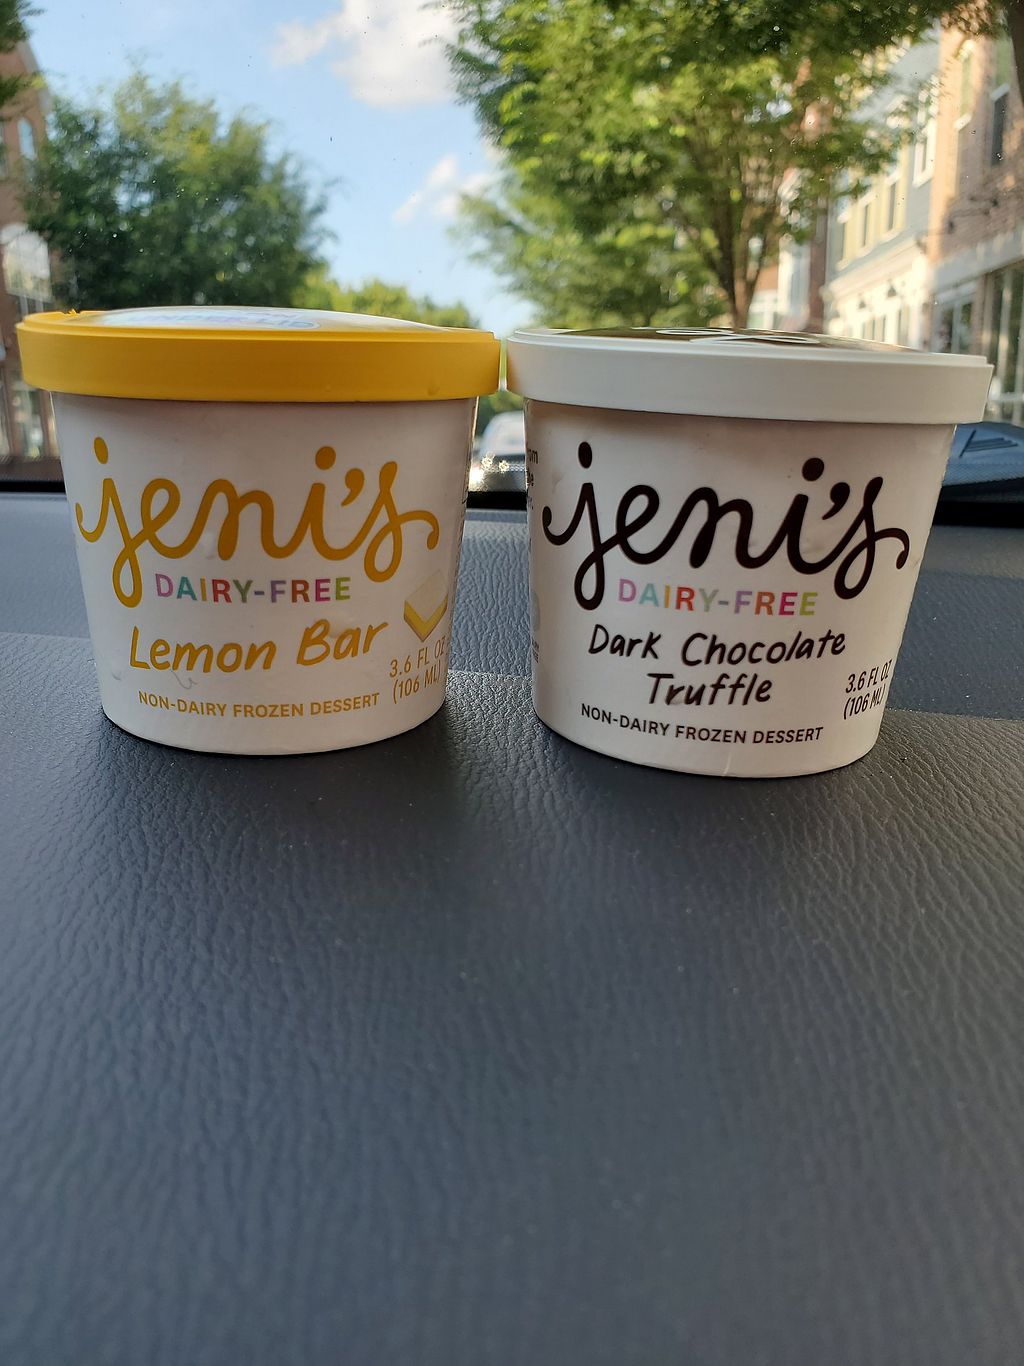 jeni's
DAIRY-FREE
Lemon Bar
3.6 FL OZ
(106 ML)
NON-DAIRY FROZEN DESSERT
jeni's
DAIRY-FREE
Dark Chocolate
Truffle
3.6 FL OZ
(106 ML)
NON-DAIRY FROZEN DESSERT